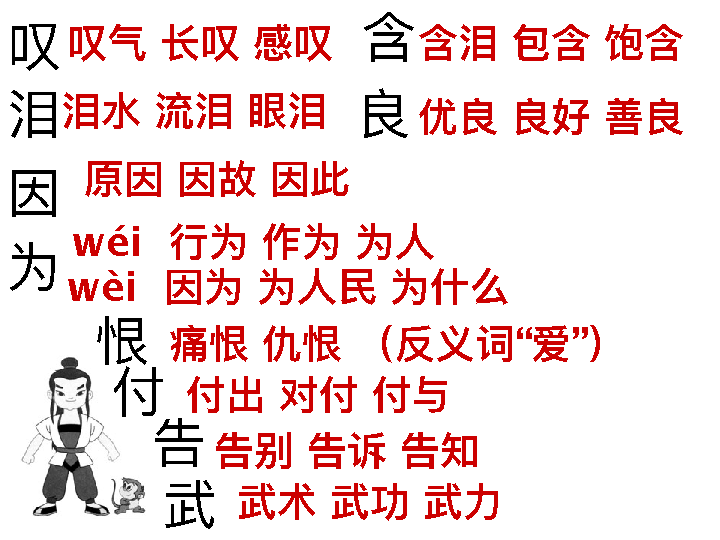 叹 叹气 长叹 感叹 含 含泪 包含 饱含
泪 泪水 流泪 眼泪 良 优良 良好 善良
因 原因 因故 因此
为 wéi 行为 作为 为人
wèi 因为 为人民 为什么
恨 痛恨 仇恨 （反义词“爱”）
付 付出 对付 付与
告 告别 告诉 告知
武 武术 武功 武力